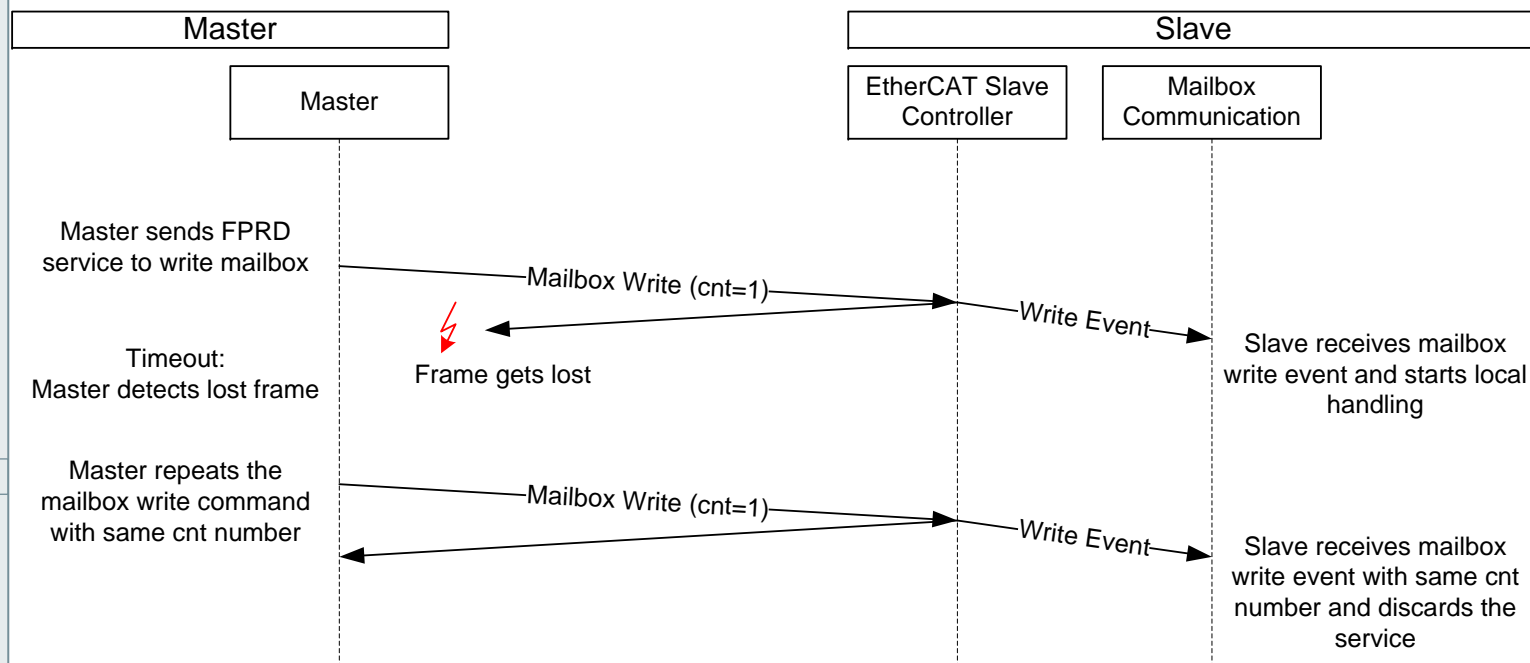 Master
Slave
Master
EtherCAT Slave
Controller
Mailbox
Communication
Master sends FPRD
service to write mailbox
Mailbox Write (cnt=1)
Write Event
Frame gets lost
Timeout:
Master detects lost frame
Slave receives mailbox
write event and starts local
handling
Master repeats the
mailbox write command
with same cnt number
Mailbox Write (cnt=1)
Write Event
Slave receives mailbox
write event with same cnt
number and discards the
service